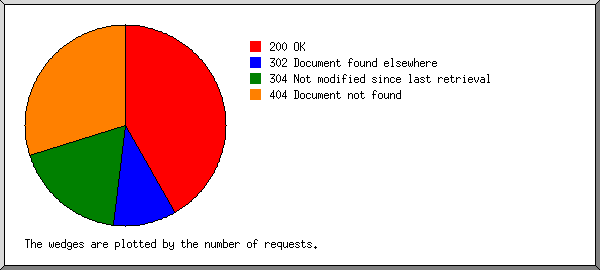 200 OK
302 Document found elsewhere
304 Not modified since last retrieval
404 Document not found
The wedges are plotted by the number of requests.